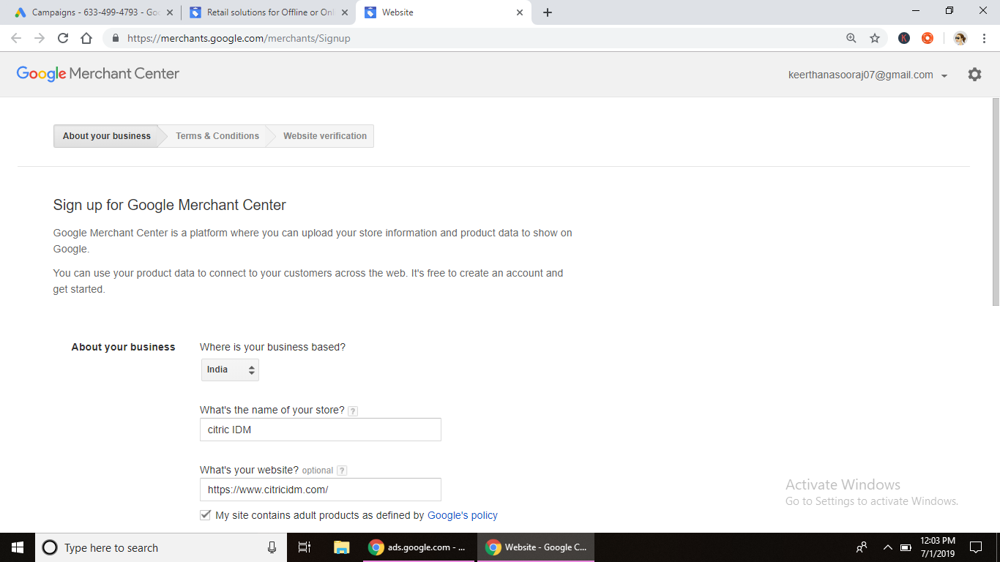 Campaigns - 633-499-4793 - Go
Retail solutions for Offline or Onl
Website
https://merchants.google.com/merchants/Signup
K
Google Merchant Center
keerthanasooraj07@gmail.com
About your business
Terms & Conditions
Website verification
Sign up for Google Merchant Center
Google Merchant Center is a platform where you can upload your store information and product data to show on
Google.
You can use your product data to connect to your customers across the web. It's free to create an account and
get started.
About your business
Where is your business based?
India
What's the name of your store? ?
citric IDM
What's your website? optional ?
https://www.citricidm.com/
My site contains adult products as defined by Google's policy
Activate Windows
Go to Settings to activate Windows.
Type here to search
ads.google.com - ...
Website - Google C...
12:03 PM
7/1/2019